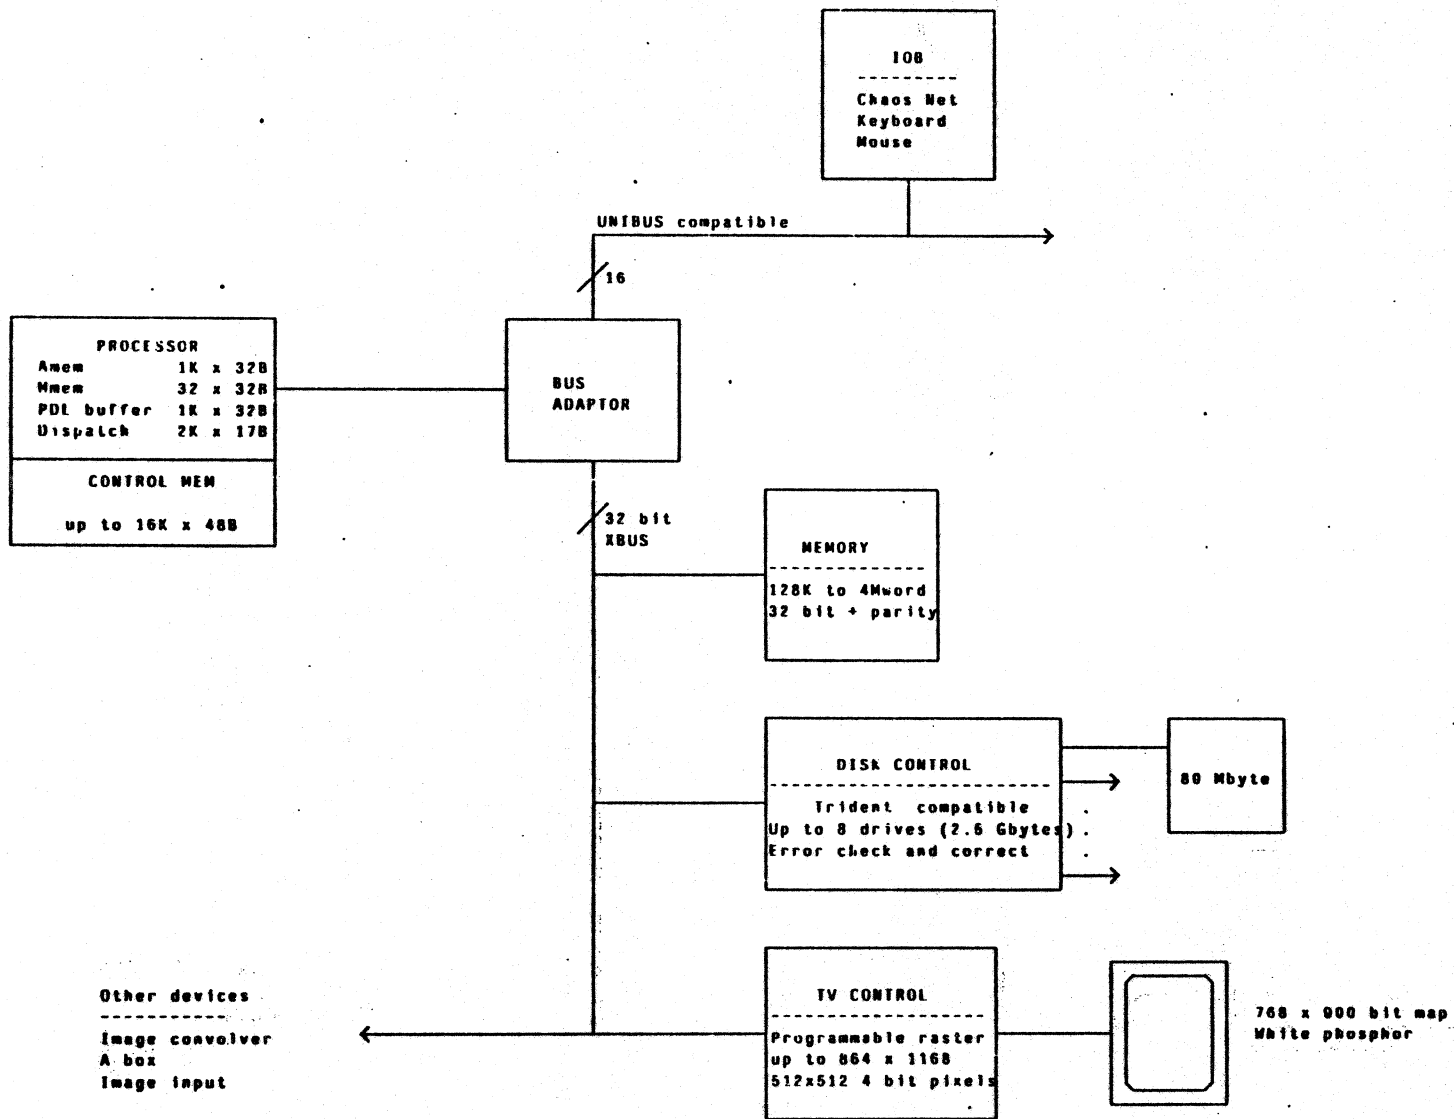 IOB
Chaos Net
Keyboard
Mouse
UNIBUS compatible
16
PROCESSOR
Amem 1K x 32B
Mmem 32 x 32B
PDL buffer 1K x 32B
Dispatch 2K x 17B
CONTROL MEM
up to 16K x 48B
BUS
ADAPTOR
32 bit
XBUS
MEMORY
128K to 4Mword
32 bit + parity
DISK CONTROL
Trident compatible
Up to 8 drives (2.6 Gbytes)
Error check and correct
80 Mbyte
Other devices
Image convolver
A box
Image input
TV CONTROL
Programmable raster
up to 864 x 1168
512x512 4 bit pixels
768 x 900 bit map
White phosphor